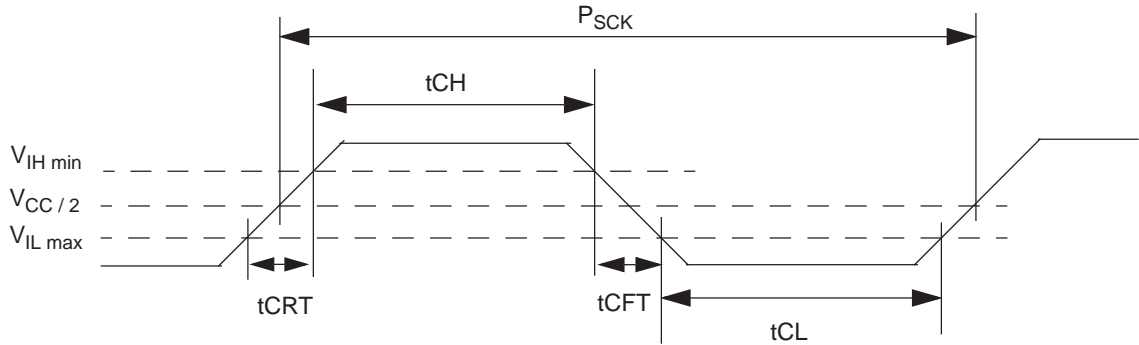 PSCK
tCH
VIH min
VCC / 2
VIL max
tCRT
tCFT
tCL